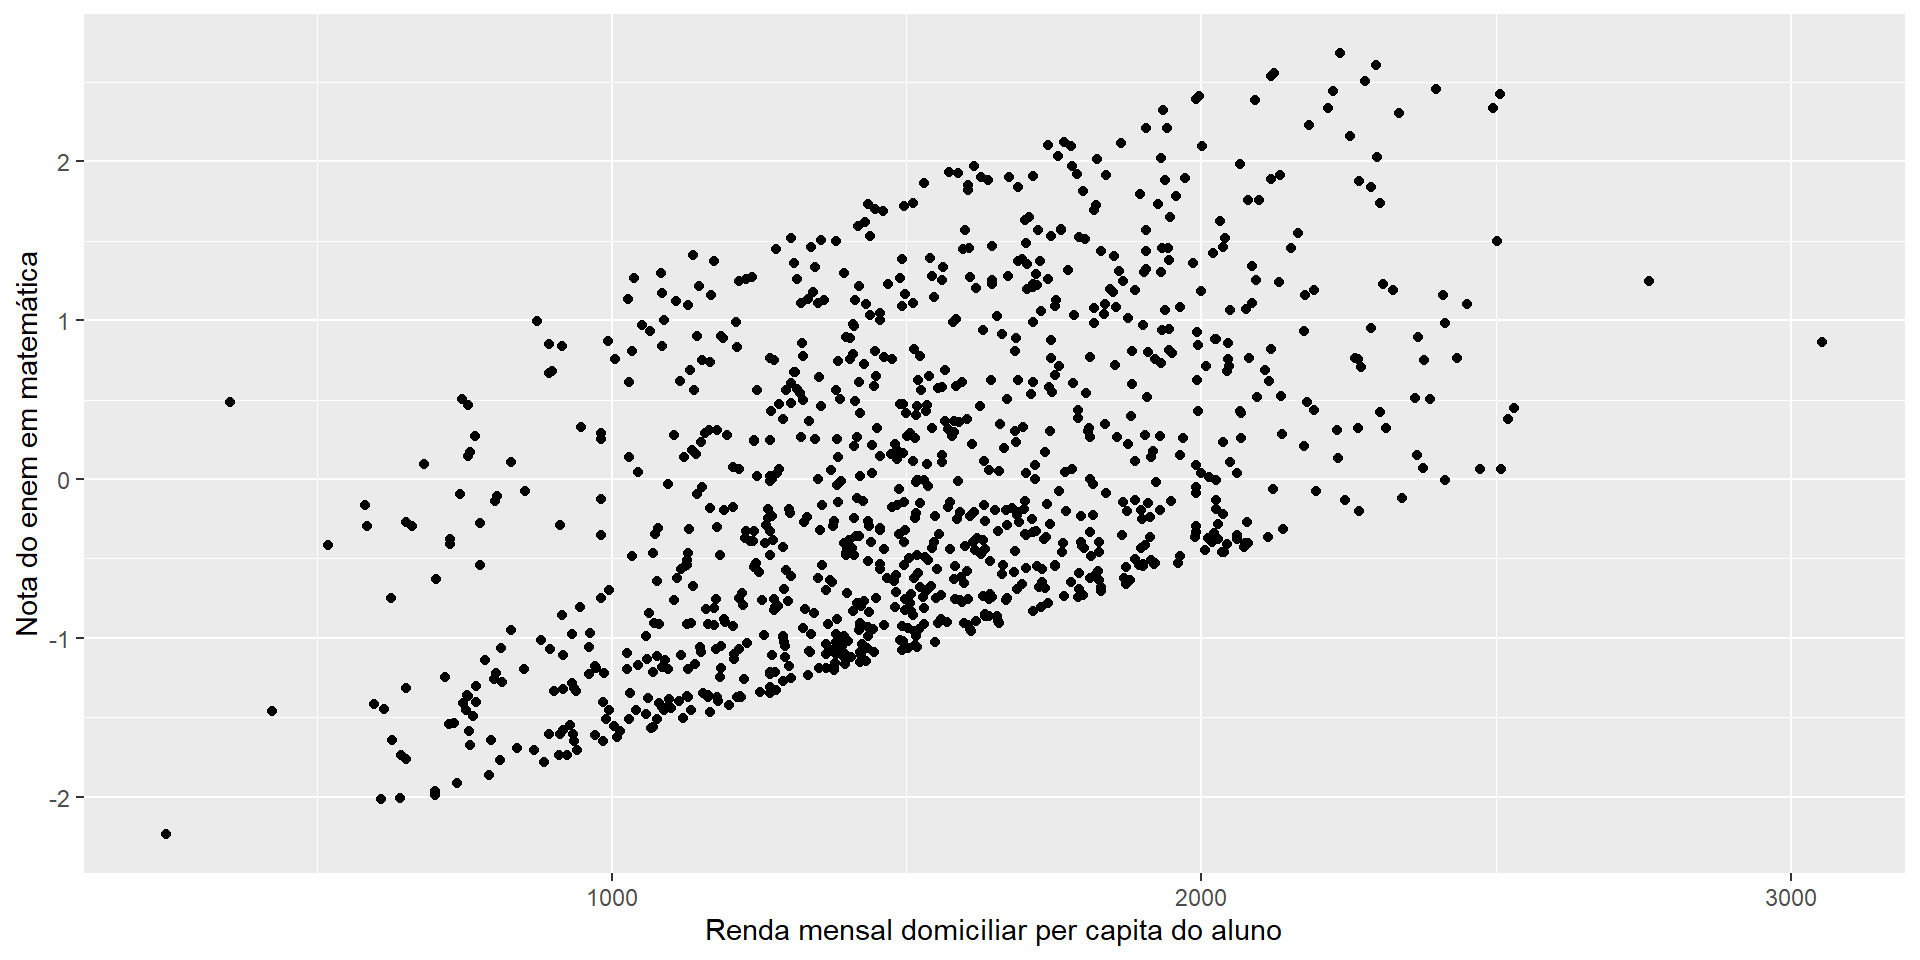 Nota do enem em matemática
2
1
0
-1
-2
1000 2000 3000
Renda mensal domiciliar per capita do aluno